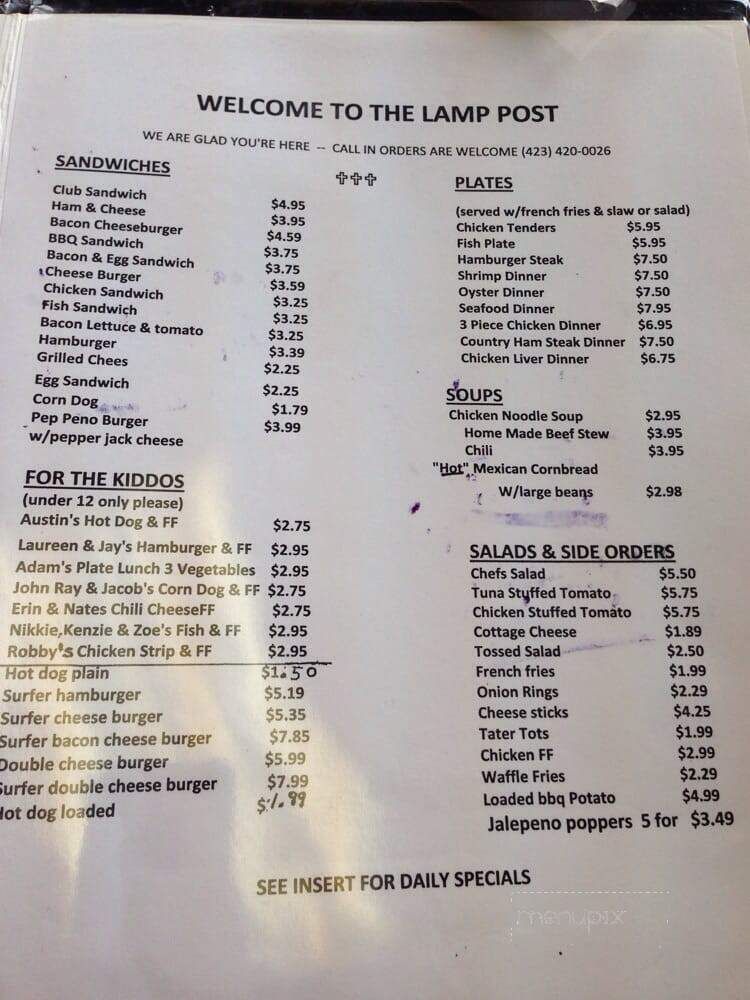 WELCOME TO THE LAMP POST
WE ARE GLAD YOU'RE HERE -- CALL IN ORDERS ARE WELCOME (423) 420-0026
SANDWICHES
Club Sandwich $4.95
Ham & Cheese $3.95
Bacon Cheeseburger $4.59
BBQ Sandwich $3.75
Bacon & Egg Sandwich $3.75
Cheese Burger $3.59
Chicken Sandwich $3.25
Fish Sandwich $3.25
Bacon Lettuce & tomato $3.25
Hamburger $3.39
Grilled Chees $2.25
Egg Sandwich $2.25
Corn Dog $1.79
Pep Peno Burger $3.99
w/pepper jack cheese
FOR THE KIDDOS
(under 12 only please)
Austin's Hot Dog & FF $2.75
Laureen & Jay's Hamburger & FF $2.95
Adam's Plate Lunch 3 Vegetables $2.95
John Ray & Jacob's Corn Dog & FF $2.75
Erin & Nates Chili CheeseFF $2.75
Nikkie,Kenzie & Zoe's Fish & FF $2.95
Robby's Chicken Strip & FF $2.95
Hot dog plain $1.50
Surfer hamburger $5.19
Surfer cheese burger $5.35
Surfer bacon cheese burger $7.85
Double cheese burger $5.99
Surfer double cheese burger $7.99
Hot dog loaded $1.99
PLATES
(served w/french fries & slaw or salad)
Chicken Tenders $5.95
Fish Plate $5.95
Hamburger Steak $7.50
Shrimp Dinner $7.50
Oyster Dinner $7.50
Seafood Dinner $7.95
3 Piece Chicken Dinner $6.95
Country Ham Steak Dinner $7.50
Chicken Liver Dinner $6.75
SOUPS
Chicken Noodle Soup $2.95
Home Made Beef Stew $3.95
Chili $3.95
"Hot" Mexican Cornbread
W/large beans $2.98
SALADS & SIDE ORDERS
Chefs Salad $5.50
Tuna Styffed Tomato $5.75
Chicken Stuffed Tomato $5.75
Cottage Cheese $1.89
Tossed Salad $2.50
French fries $1.99
Onion Rings $2.29
Cheese sticks $4.25
Tater Tots $1.99
Chicken FF $2.99
Waffle Fries $2.29
Loaded bbq Potato $4.99
Jalepeno poppers 5 for $3.49
SEE INSERT FOR DAILY SPECIALS
menupix